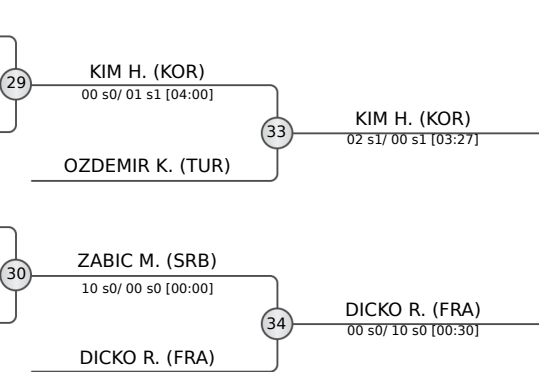 29
KIM H. (KOR)
00 s0/ 01 s1 [04:00]
33
KIM H. (KOR)
02 s1/ 00 s1 [03:27]
OZDEMIR K. (TUR)
30
ZABIC M. (SRB)
10 s0/ 00 s0 [00:00]
34
DICKO R. (FRA)
00 s0/ 10 s0 [00:30]
DICKO R. (FRA)